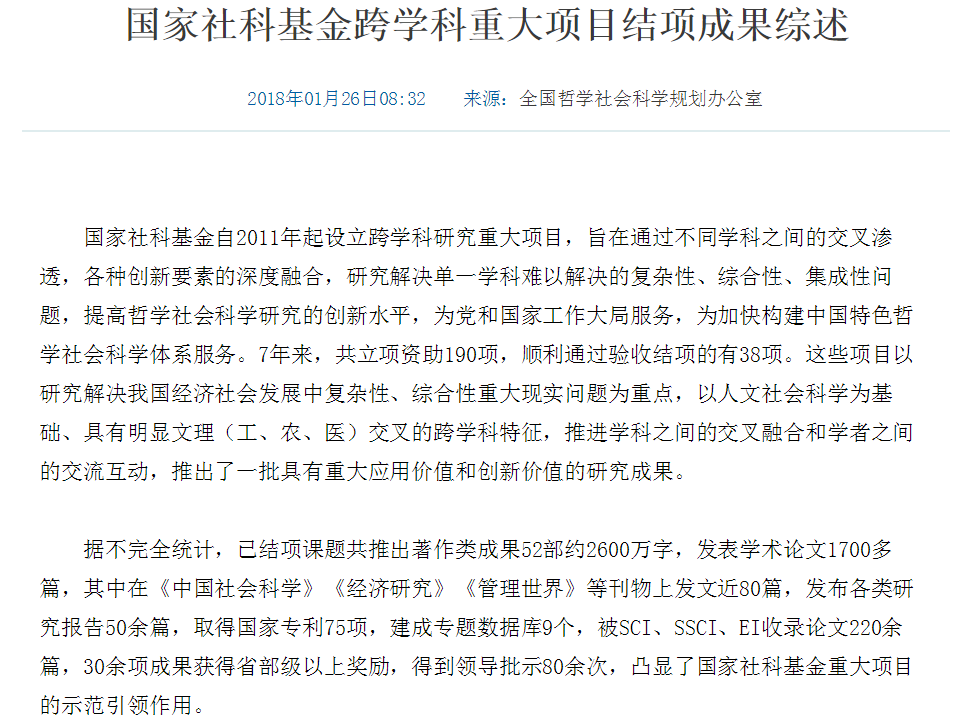 国家社科基金跨学科重大项目结项成果综述
2018年01月26日08:32 来源：全国哲学社会科学规划办公室
国家社科基金自2011年起设立跨学科研究重大项目，旨在通过不同学科之间的交叉渗
透，各种创新要素的深度融合，研究解决单一学科难以解决的复杂性、综合性、集成性问
题，提高哲学社会科学研究的创新水平，为党和国家工作大局服务，为加快构建中国特色哲
学社会科学体系服务。7年来，共立项资助190项，顺利通过验收结项的有38项。这些项目以
研究解决我国经济社会发展中复杂性、综合性重大现实问题为重点，以人文社会科学为基
础、具有明显文理（工、农、医）交叉的跨学科特征，推进学科之间的交叉融合和学者之间
的交流互动，推出了一批具有重大应用价值和创新价值的研究成果。
据不完全统计，已结项课题共推出著作类成果52部约2600万字，发表学术论文1700多
篇，其中在《中国社会科学》《经济研究》《管理世界》等刊物上发文近80篇，发布各类研
究报告50余篇，取得国家专利75项，建成专题数据库9个，被SCI、SSCI、EI收录论文220余
篇，30余项成果获得省部级以上奖励，得到领导批示80余次，凸显了国家社科基金重大项目
的示范引领作用。